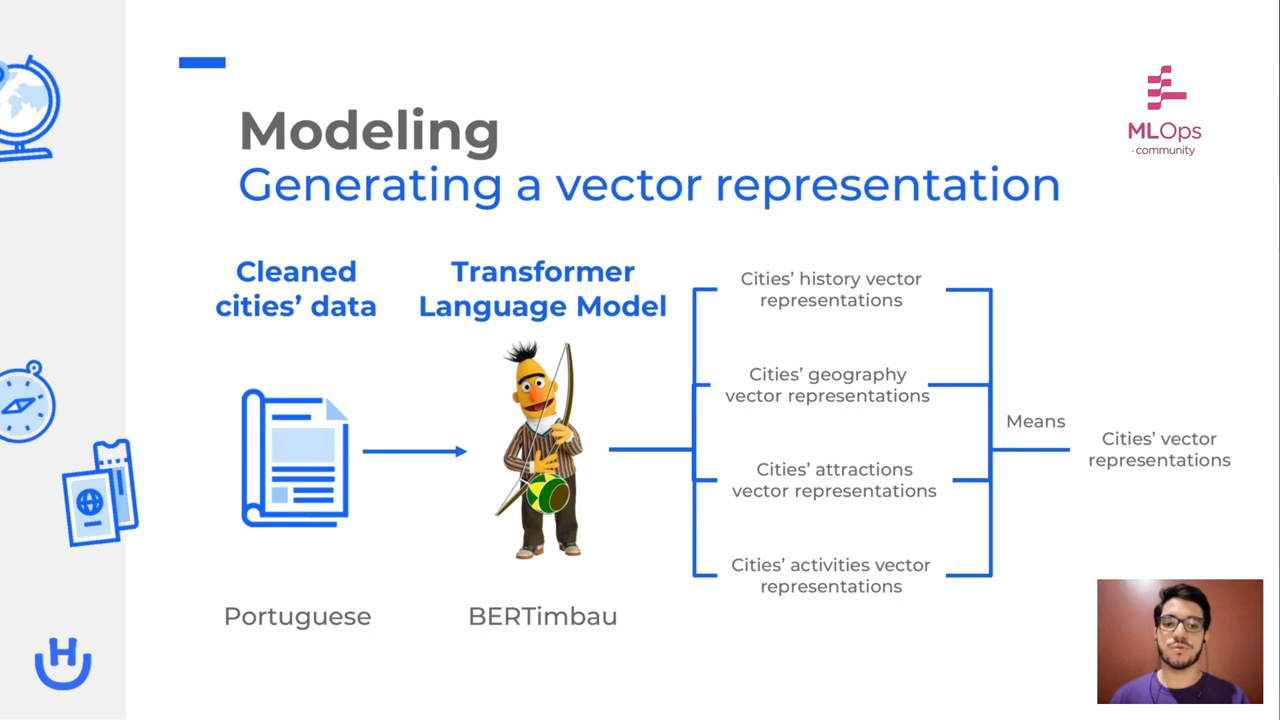 MLOps
community
Modeling
Generating a vector representation
Cleaned
cities' data
Transformer
Language Model
Portuguese
BERTimbau
Cities' history vector
representations
Cities' geography
vector representations
Cities' attractions
vector representations
Cities' activities vector
representations
Means
Cities' vector
representations
H